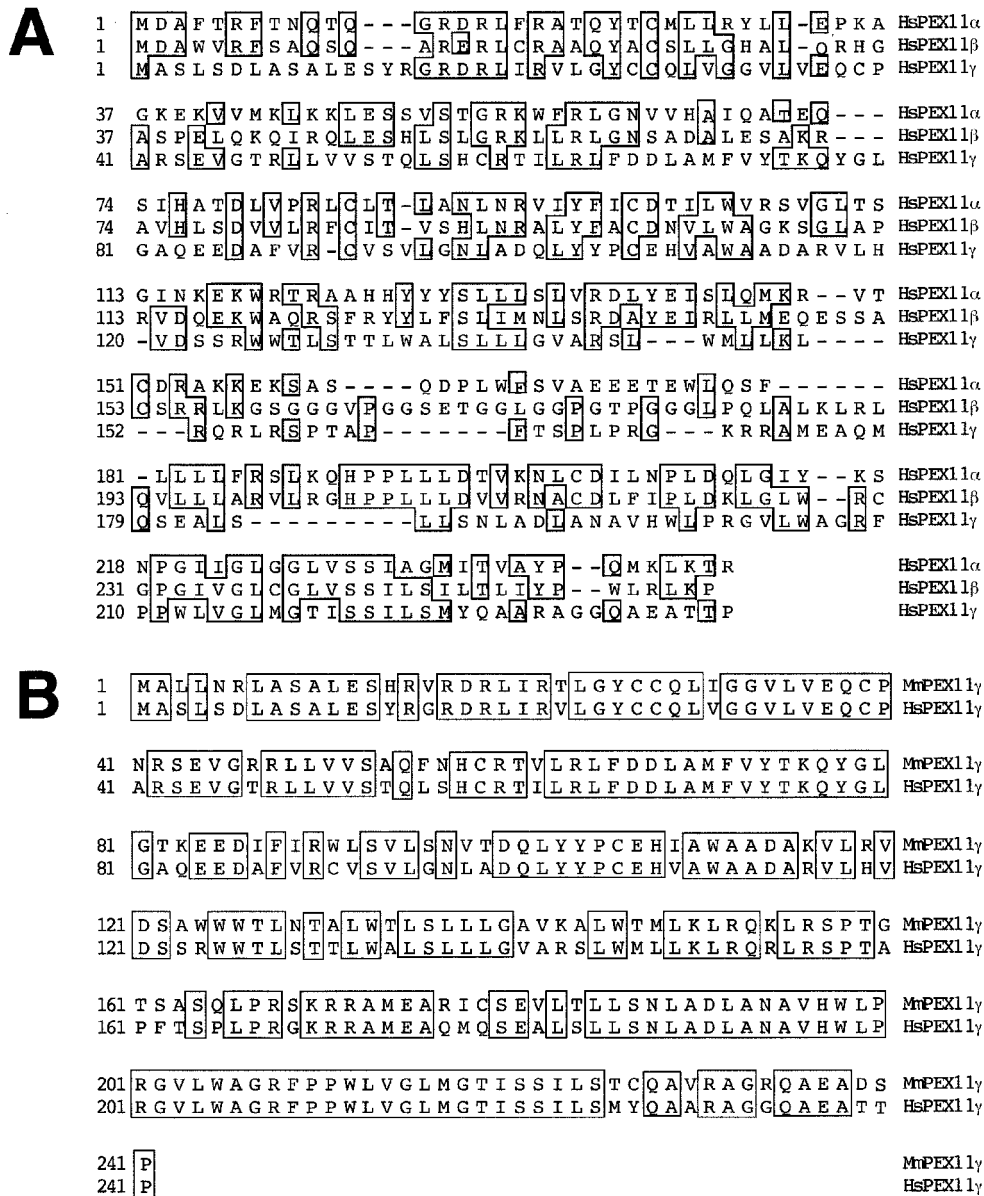 A
1 MDAFTRFTNQTQ---GRDRLFRATQYTCMLLRYLL-EPKA HsPEX11α
1 MDAWVRFSAQSQ---ARERLCRAAQYACSLLGHAL-QRHG HsPEX11β
1 MASLSDLASALESYRGRDRLIRVLGYCCQLVGGVLVEQCP HsPEX11γ
37 GKEKVVMKLKKLESSVSTGRKWFRLGNVVHAIQATEQ--- HsPEX11α
37 ASPELQKQIRQLESHLSLGRKLLRLGNSADALESAKR--- HsPEX11β
41 ARSEVGTRLLVVSTQLSHCRTILRLFDDLAMFVYTKQYGL HsPEX11γ
74 SIHATDLVPRLCLT-LANLNRVIYFICDTILWVRSVGLTS HsPEX11α
74 AVHLSDVVLRFCIT-VSHLNRALYFACDNVLWAGKSGLAP HsPEX11β
81 GAQEEDAFVR-CVSVLGNLADQLYYPCEHVAWAADARVLH HsPEX11γ
113 GINKEKWRTRAAHHYYYSLLLSLVRDLYEISLQMKR--VT HsPEX11α
113 RVDQEKWAQRSFRYYLFSLIMNLSRDAYEIRLLMEQESSA HsPEX11β
120 -VDSSRWWTLSTTLWALSLLLGVARSL---WMLLKL---- HsPEX11γ
151 CDRAKKEKSAS----QDPLWFSVAEEETEWLQSF------ HsPEX11α
153 CSRRLKGSGGGVPGGSETGGLGGPGTPGGGLPQLALKLRL HsPEX11β
152 ---RQRLRSPTAP-------FTSPLPRG---KRRAMEAQM HsPEX11γ
181 -LLLLFRSLKQHPPLLLDTVKNLCDILNPLDQLGIY--KS HsPEX11α
193 QVLLLARVLRGHPPLLLDVVRNACDLFIPLDKLGLW--RC HsPEX11β
179 QSEALS---------LLSNLADLANAVHWLPRGVLWAGRF HsPEX11γ
218 NPGIIGLGGLVSSIAGMITVAYP--QMKLKTR HsPEX11α
231 GPGIVGLCGLVSSILSILTLIYP--WLRLKP HsPEX11β
210 PPWLVGLMGTISSILSMYQAARAGGQAEATTP HsPEX11γ
B
1 MALLNRLASALESHRVRDRLIRTLGYCCQLIGGVLVEQCP MmPEX11γ
1 MASLSDLASALESYRGRDRLIRVLGYCCQLVGGVLVEQCP HsPEX11γ
41 NRSEVGRRLLVVSAQFNHCRTVLRLFDDLAMFVYTKQYGL MmPEX11γ
41 ARSEVGTRLLVVSTQLSHCRTILRLFDDLAMFVYTKQYGL HsPEX11γ
81 GTKEEDIFIRWLSVLSNVTDQLYYPCEHIAWAADAKVLRV MmPEX11γ
81 GAQEEDAFVRCVSVLGNLADQLYYPCEHVAWAADARVLHV HsPEX11γ
121 DSAWWWTLNTALWTLSLLLGAVKALWTMLKLRQKLRSPTG MmPEX11γ
121 DSSRWWTLSTTLWALSLLLGVARSLWMLLKLRQRLRSPTA HsPEX11γ
161 TSASQLPRSKRRAMEARICSEVLTLLSNLADLANAVHWLP MmPEX11γ
161 PFTSPLPRGKRRAMEAQMQSEALSLLSNLADLANAVHWLP HsPEX11γ
201 RGVLWAGRFPPWLVGLMGTISSILSTCQAVRAGRQAEADS MmPEX11γ
201 RGVLWAGRFPPWLVGLMGTISSILSMYQAARAGGQAEATT HsPEX11γ
241 P MmPEX11γ
241 P HsPEX11γ